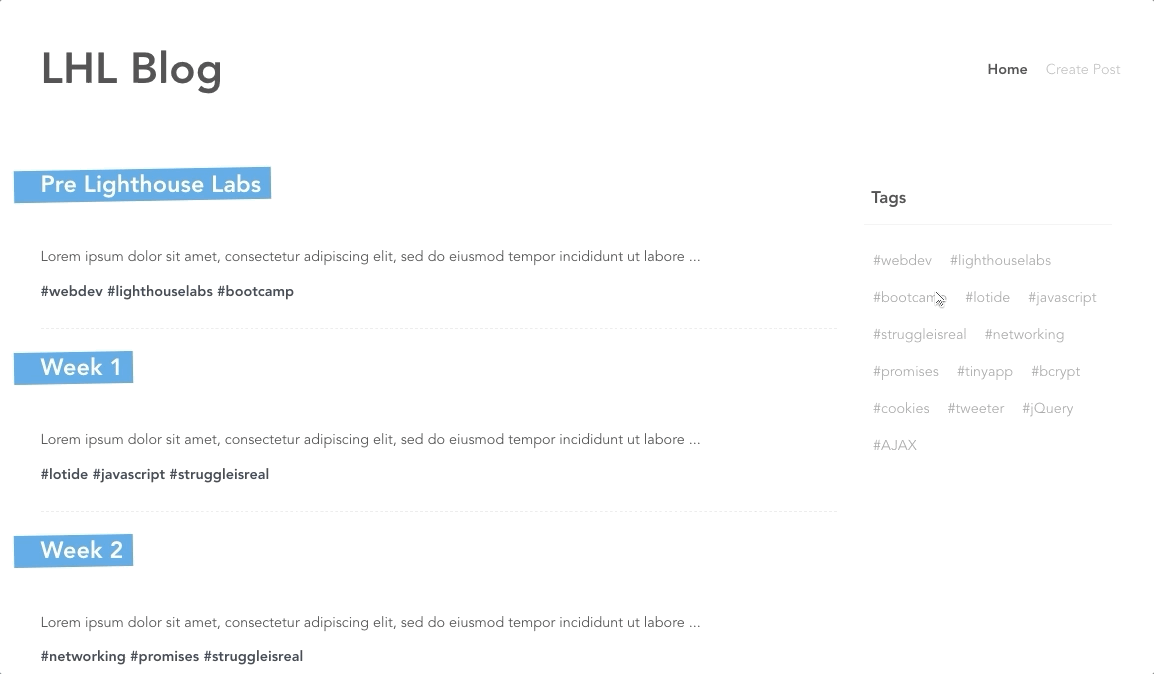 LHL Blog
Home Create Post
Pre Lighthouse Labs
Lorem ipsum dolor sit amet, consectetur adipiscing elit, sed do eiusmod tempor incididunt ut labore ...
#webdev #lighthouselabs #bootcamp
Week 1
Lorem ipsum dolor sit amet, consectetur adipiscing elit, sed do eiusmod tempor incididunt ut labore ...
#lotide #javascript #struggleisreal
Week 2
Lorem ipsum dolor sit amet, consectetur adipiscing elit, sed do eiusmod tempor incididunt ut labore ...
#networking #promises #struggleisreal
Tags
#webdev #lighthouselabs
#bootcamp #lotide #javascript
#struggleisreal #networking
#promises #tinyapp #bcrypt
#cookies #tweeter #jQuery
#AJAX